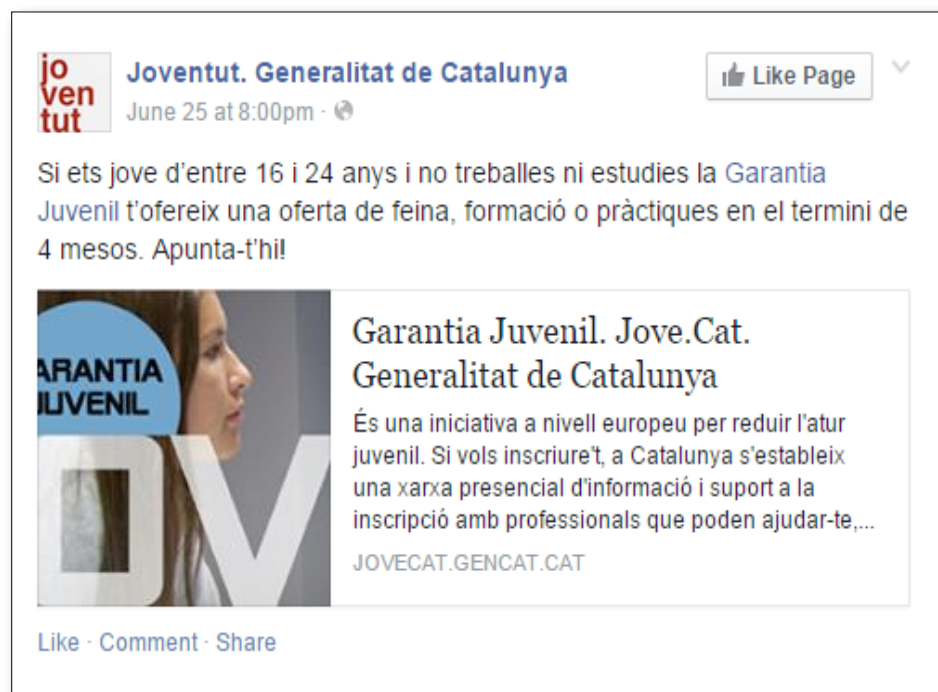 jo
ven
tut
Joventut. Generalitat de Catalunya
June 25 at 8:00pm ·
Like Page
Si ets jove d’entre 16 i 24 anys i no treballes ni estudies la Garantia
Juvenil t’ofereix una oferta de feina, formació o pràctiques en el termini de
4 mesos. Apunta-t’hi!
ARANTIA
JUVENIL
OV
Garantia Juvenil. Jove.Cat.
Generalitat de Catalunya
És una iniciativa a nivell europeu per reduir l'atur
juvenil. Si vols inscriure't, a Catalunya s'estableix
una xarxa presencial d'informació i suport a la
inscripció amb professionals que poden ajudar-te,...
JOVECAT.GENCAT.CAT
Like · Comment · Share